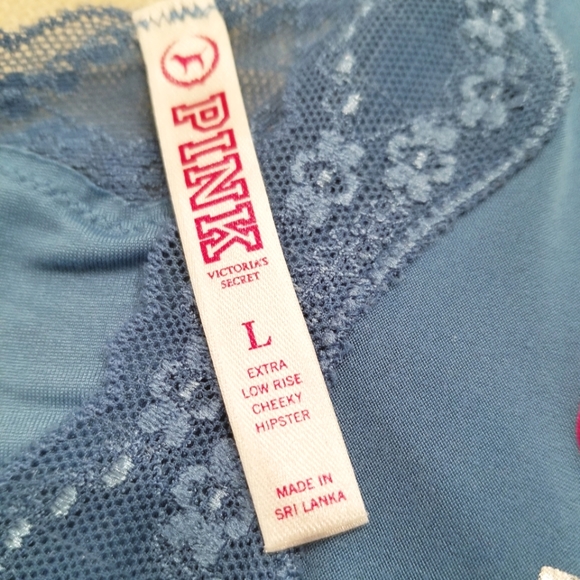 PINK
VICTORIA'S
SECRET
L
EXTRA
LOW RISE
CHEEKY
HIPSTER
MADE IN
SRI LANKA